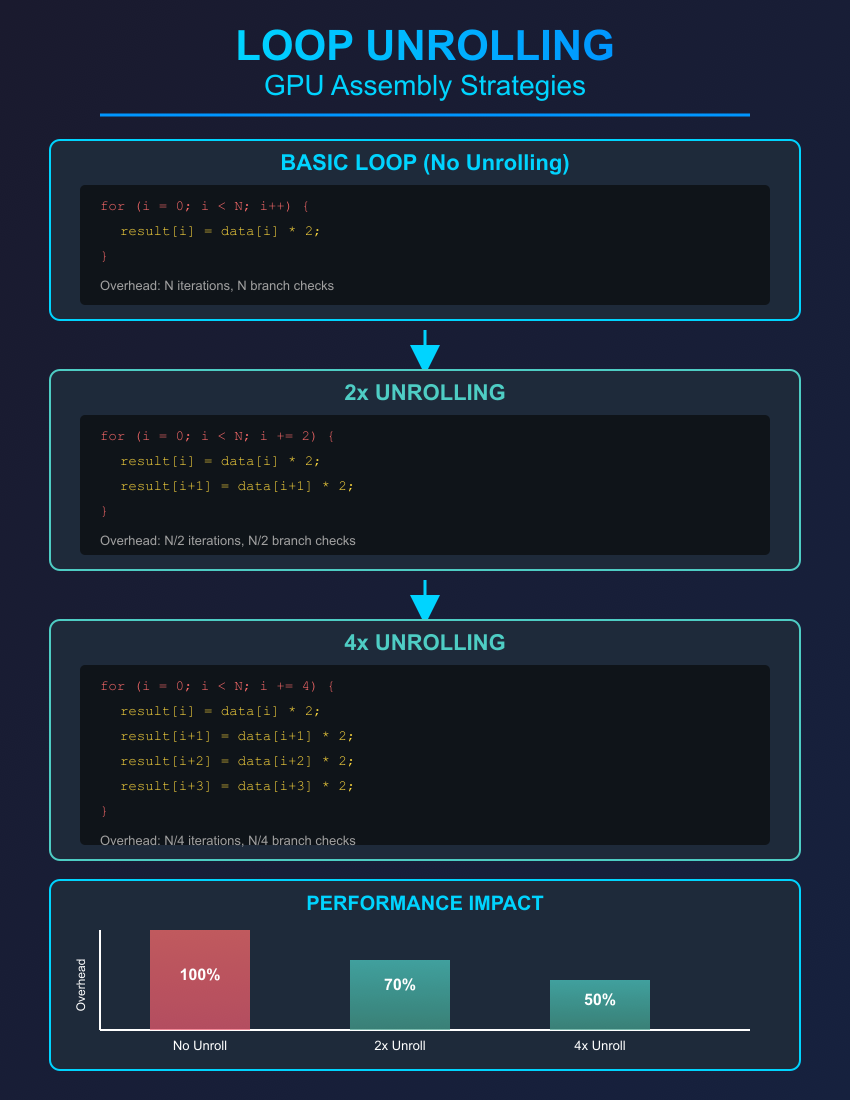 LOOP UNROLLING
GPU Assembly Strategies
BASIC LOOP (No Unrolling)
for (i = 0; i < N; i++) {
result[i] = data[i] * 2;
}
Overhead: N iterations, N branch checks
2x UNROLLING
for (i = 0; i < N; i += 2) {
result[i] = data[i] * 2;
result[i+1] = data[i+1] * 2;
}
Overhead: N/2 iterations, N/2 branch checks
4x UNROLLING
for (i = 0; i < N; i += 4) {
result[i] = data[i] * 2;
result[i+1] = data[i+1] * 2;
result[i+2] = data[i+2] * 2;
result[i+3] = data[i+3] * 2;
}
Overhead: N/4 iterations, N/4 branch checks
PERFORMANCE IMPACT
Overhead
100%
70%
50%
No Unroll
2x Unroll
4x Unroll